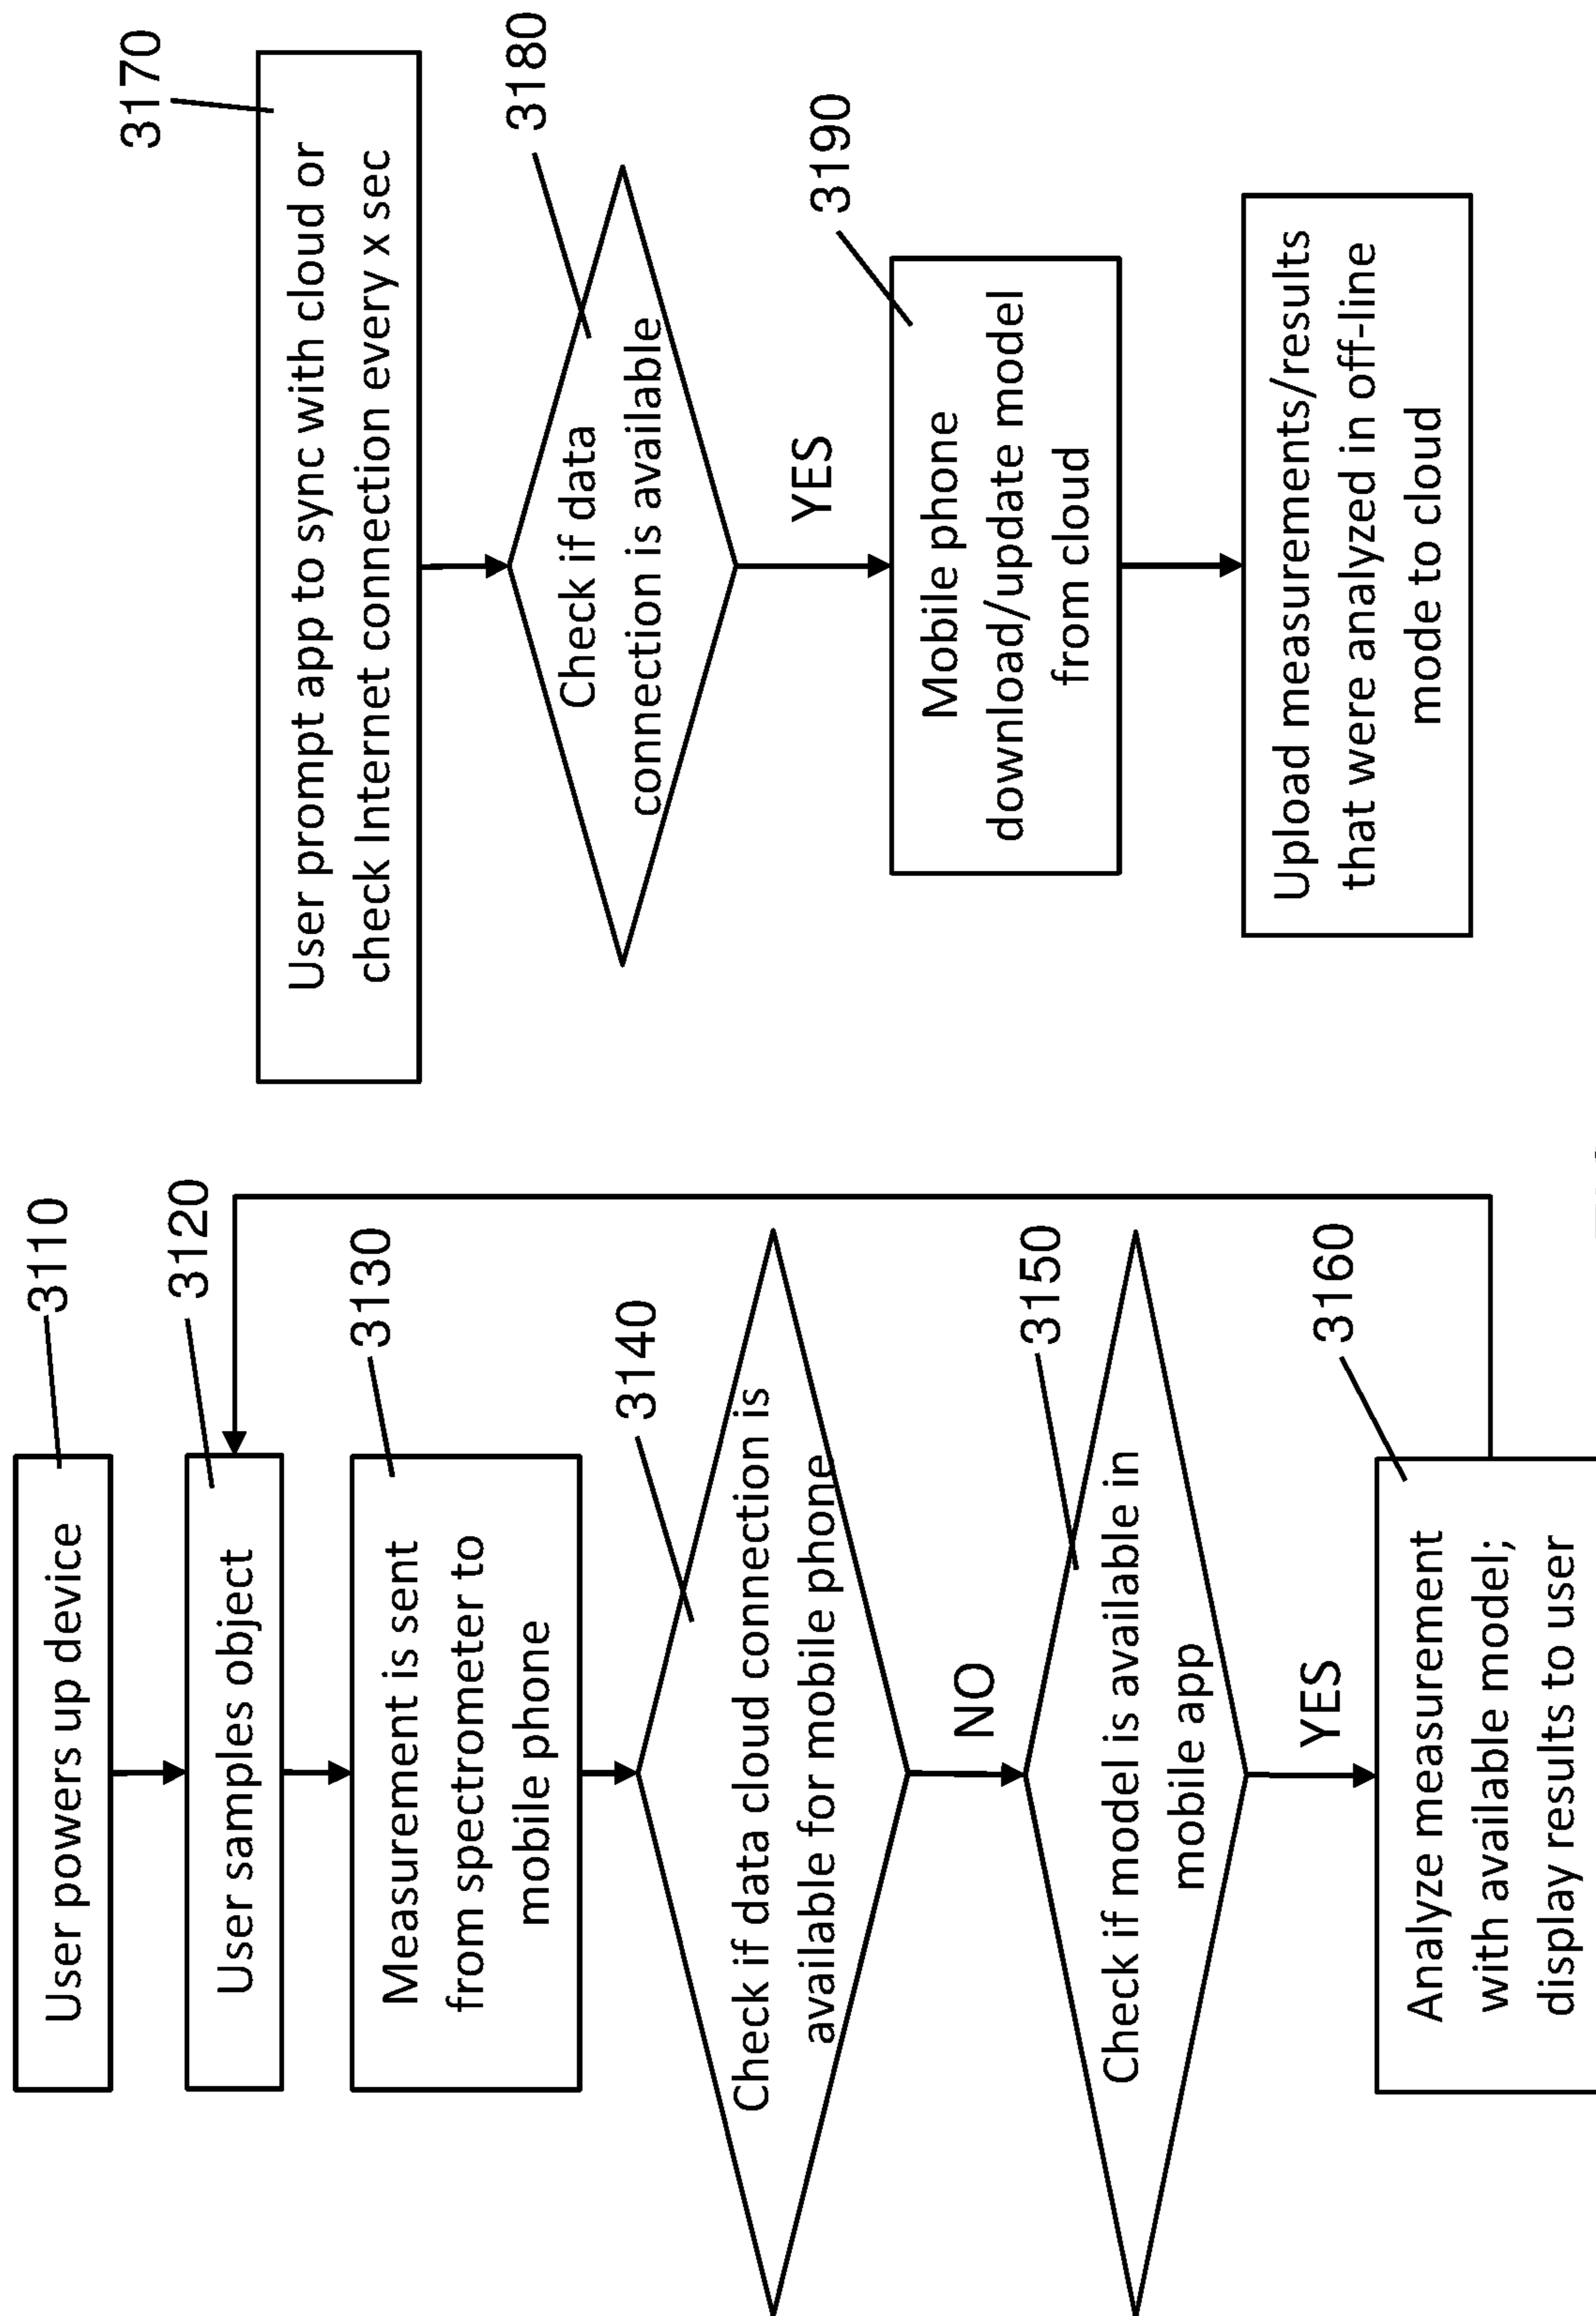 3110
User powers up device
3120
User samples object
3130
Measurement is sent
from spectrometer to
mobile phone
3140
Check if data cloud connection is
available for mobile phone
NO
3150
Check if model is available in
mobile app
YES
3160
Analyze measurement
with available model;
display results to user
3170
User prompt app to sync with cloud or
check Internet connection every x sec
3180
Check if data
connection is available
YES
3190
Mobile phone
download/update model
from cloud
Upload measurements/results
that were analyzed in off-line
mode to cloud